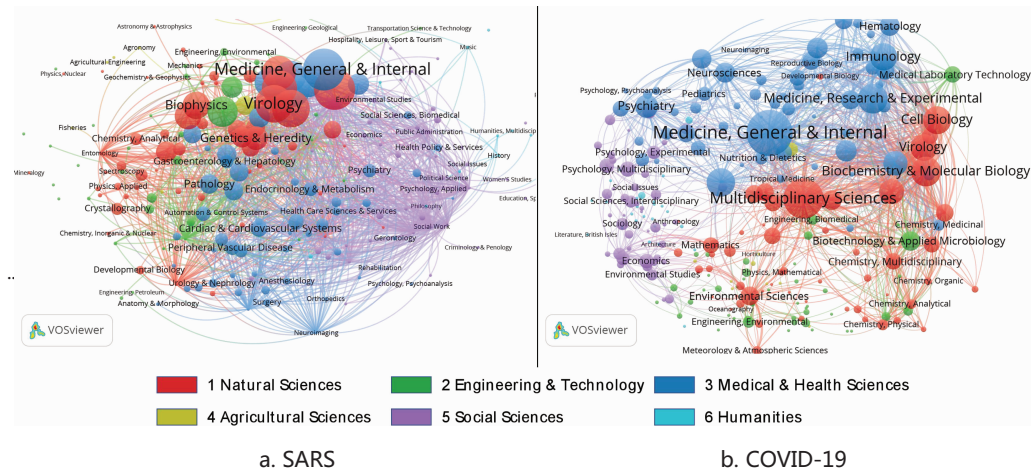 Astronomy & Astrophysics
Engineering Geological
Transportation Science & Technology
Hospitality, Leisure, Sport & Tourism
Music
Agronomy
Engineering, Environmental
Agricultural Engineering
Mechanics
Medicine, General & Internal
Physics, Nuclear
Geochemistry & Geophysics
Biophysics
Virology
Environmental Studies
Social Sciences, Biomedical
Fisheries
Chemistry, Analytical
Genetics & Heredity
Economics
Public Administration
Humanities, Multidiscip
Health Policy & Services
Entomology
Gastroenterology & Hepatology
Social Issues
History
Mineralogy
Spectroscopy
Psychiatry
Political Science
Women's Studies
Physics, Applied
Pathology
Endocrinology & Metabolism
Psychology, Applied
Education, Sp
Crystallography
Automation & Control Systems
Health Care Sciences & Services
Philosophy
Chemistry, Inorganic & Nuclear
Cardiac & Cardiovascular Systems
Social Work
Peripheral Vascular Disease
Gerontology
Criminology & Penology
Developmental Biology
Rehabilitation
Urology & Nephrology
Anesthesiology
Psychology, Psychoanalysis
Engineering Petroleum
Anatomy & Morphology
Surgery
Orthopedics
Neuroimaging
VOSviewer
Hematology
Neuroimaging
Immunology
Reproductive Biology
Neurosciences
Developmental Biology
Medical Laboratory Technology
Psychology, Psychoanalysis
Pediatrics
Psychiatry
Medicine, Research & Experimental
Cell Biology
Medicine, General & Internal
Virology
Psychology, Experimental
Nutrition & Dietetics
Psychology, Multidisciplinary
Biochemistry & Molecular Biology
Tropical Medicine
Social Issues
Social Sciences, Interdisciplinary
Multidisciplinary Sciences
Sociology
Anthropology
Engineering, Biomedical
Chemistry, Medicinal
Literature, British Isles
Architecture
Mathematics
Biotechnology & Applied Microbiology
Economics
Horticulture
Chemistry, Multidisciplinary
Environmental Studies
Physics, Mathematical
Chemistry, Organic
Environmental Sciences
Oceanography
Chemistry, Analytical
Engineering, Environmental
Chemistry, Physical
Meteorology & Atmospheric Sciences
VOSviewer
1 Natural Sciences
2 Engineering & Technology
3 Medical & Health Sciences
4 Agricultural Sciences
5 Social Sciences
6 Humanities
a. SARS
b. COVID-19